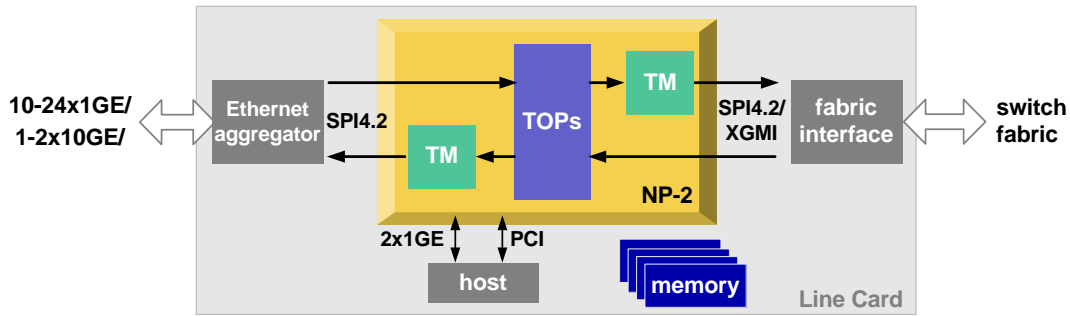 10-24x1GE/
1-2x10GE/
Ethernet
aggregator
SPI4.2
TM
TOPs
TM
SPI4.2/
XGMI
fabric
interface
switch
fabric
NP-2
2x1GE
PCI
host
memory
Line Card